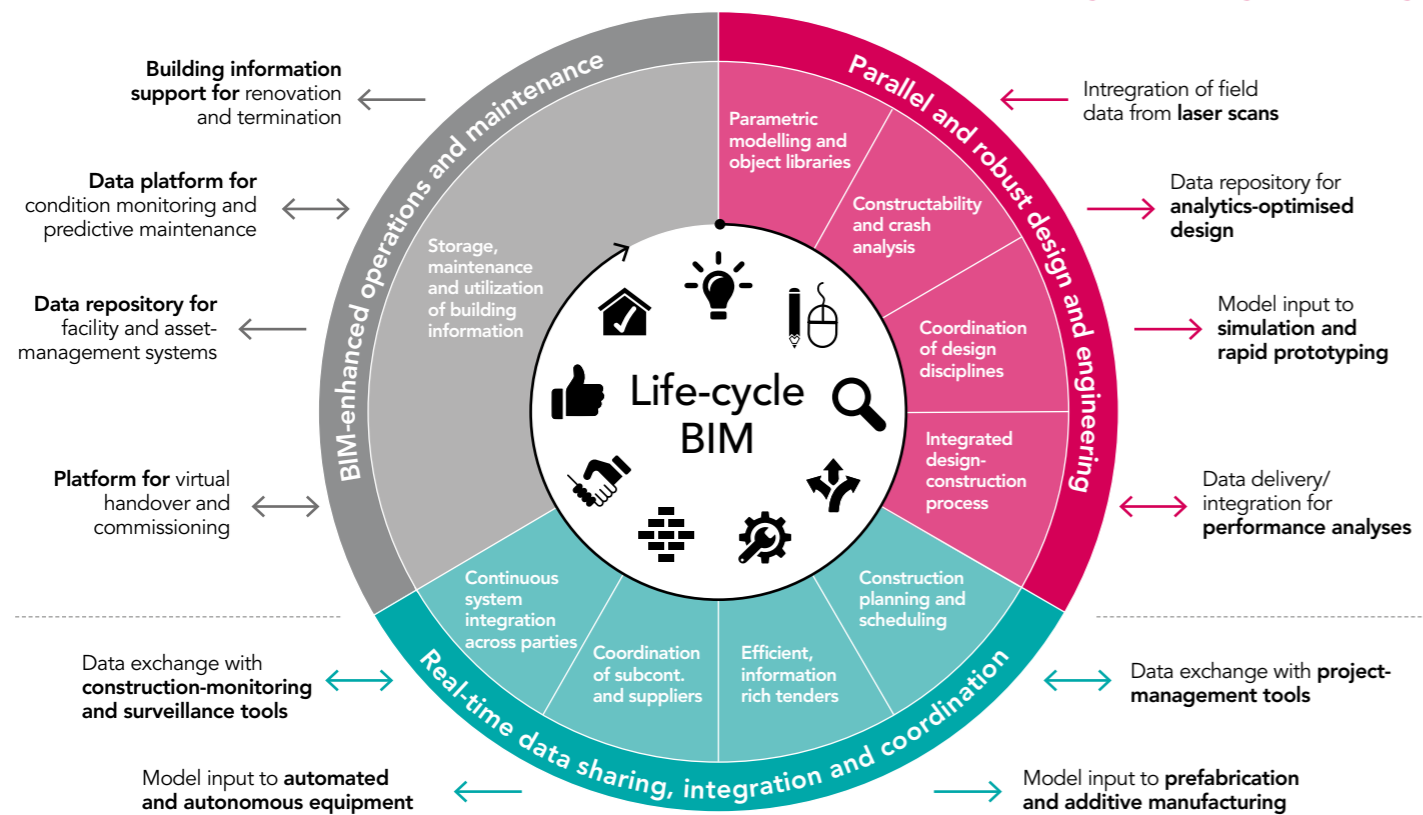 Building information
support for renovation
and termination
Data platform for
condition monitoring and
predictive maintenance
Data repository for
facility and asset-
management systems
Platform for virtual
handover and
commissioning
BIM-enhanced operations and maintenance
Storage,
maintenance
and utilization
of building
information
Parallel and robust design and engineering
Parametric
modelling and
object libraries
Constructability
and crash
analysis
Coordination
of design
disciplines
Integrated
design-
construction
process
Life-cycle
BIM
Intregration of field
data from laser scans
Data repository for
analytics-optimised
design
Model input to
simulation and
rapid prototyping
Data delivery/
integration for
performance analyses
Continuous
system
integration
across parties
Coordination
of subcont.
and suppliers
Efficient,
information
rich tenders
Construction
planning and
scheduling
Real-time data sharing, integration and coordination
Data exchange with
construction-monitoring
and surveillance tools
Model input to automated
and autonomous equipment
Data exchange with project-
management tools
Model input to prefabrication
and additive manufacturing